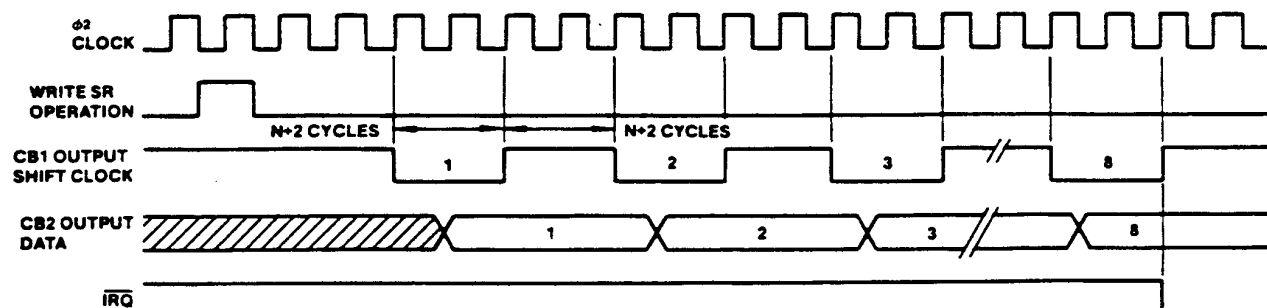 ϕ2
CLOCK
WRITE SR
OPERATION
N+2 CYCLES
N+2 CYCLES
CB1 OUTPUT
SHIFT CLOCK
1
2
3
8
CB2 OUTPUT
DATA
1
2
3
8
IRQ